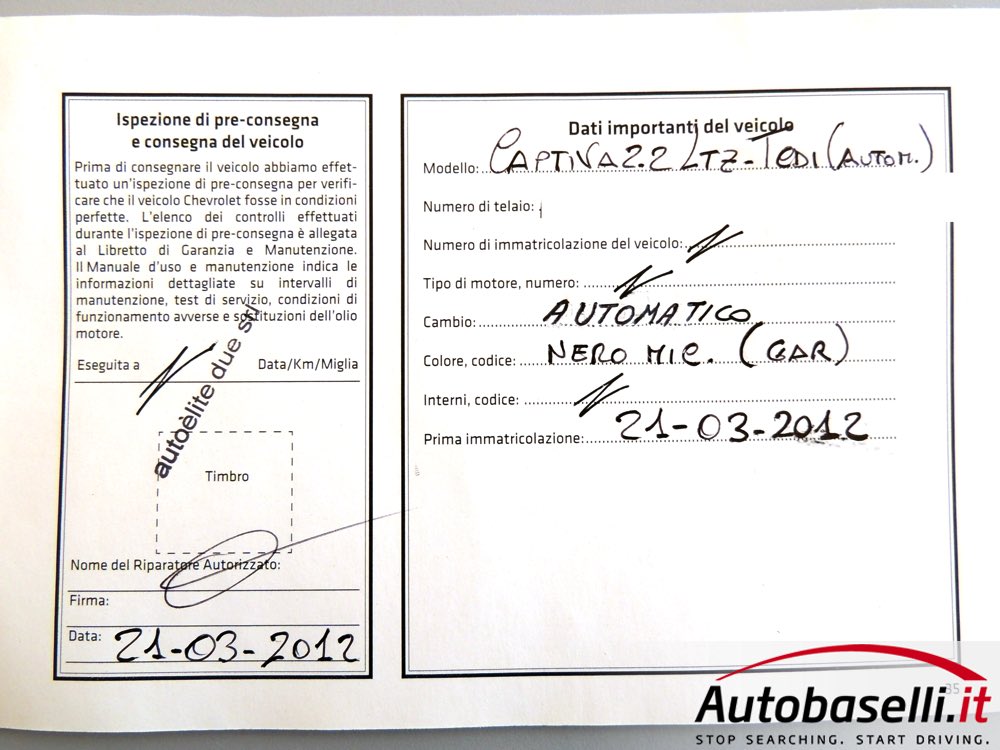 Ispezione di pre-consegna
e consegna del veicolo
Prima di consegnare il veicolo abbiamo effet-
tuato un'ispezione di pre-consegna per verifi-
care che il veicolo Chevrolet fosse in condizioni
perfette. L'elenco dei controlli effettuati
durante l'ispezione di pre-consegna è allegata
al Libretto di Garanzia e Manutenzione.
Il Manuale d'uso e manutenzione indica le
informazioni dettagliate su intervalli di
manutenzione, test di servizio, condizioni di
funzionamento avverse e sostituzioni dell'olio
motore.
Eseguita a Data/Km/Miglia
autoèlite due srl
Timbro
Nome del Riparatore Autorizzato:
Firma:
Data: 21-03-2012
Dati importanti del veicolo
Modello: CAPTIVA 2.2 LTZ-TCDI (AUTOM.)
Numero di telaio:
Numero di immatricolazione del veicolo:
Tipo di motore, numero:
Cambio: AUTOMATICO
Colore, codice: NERO MIC. (GAR)
Interni, codice:
Prima immatricolazione: 21-03-2012
35
Autobaselli.it
STOP SEARCHING. START DRIVING.